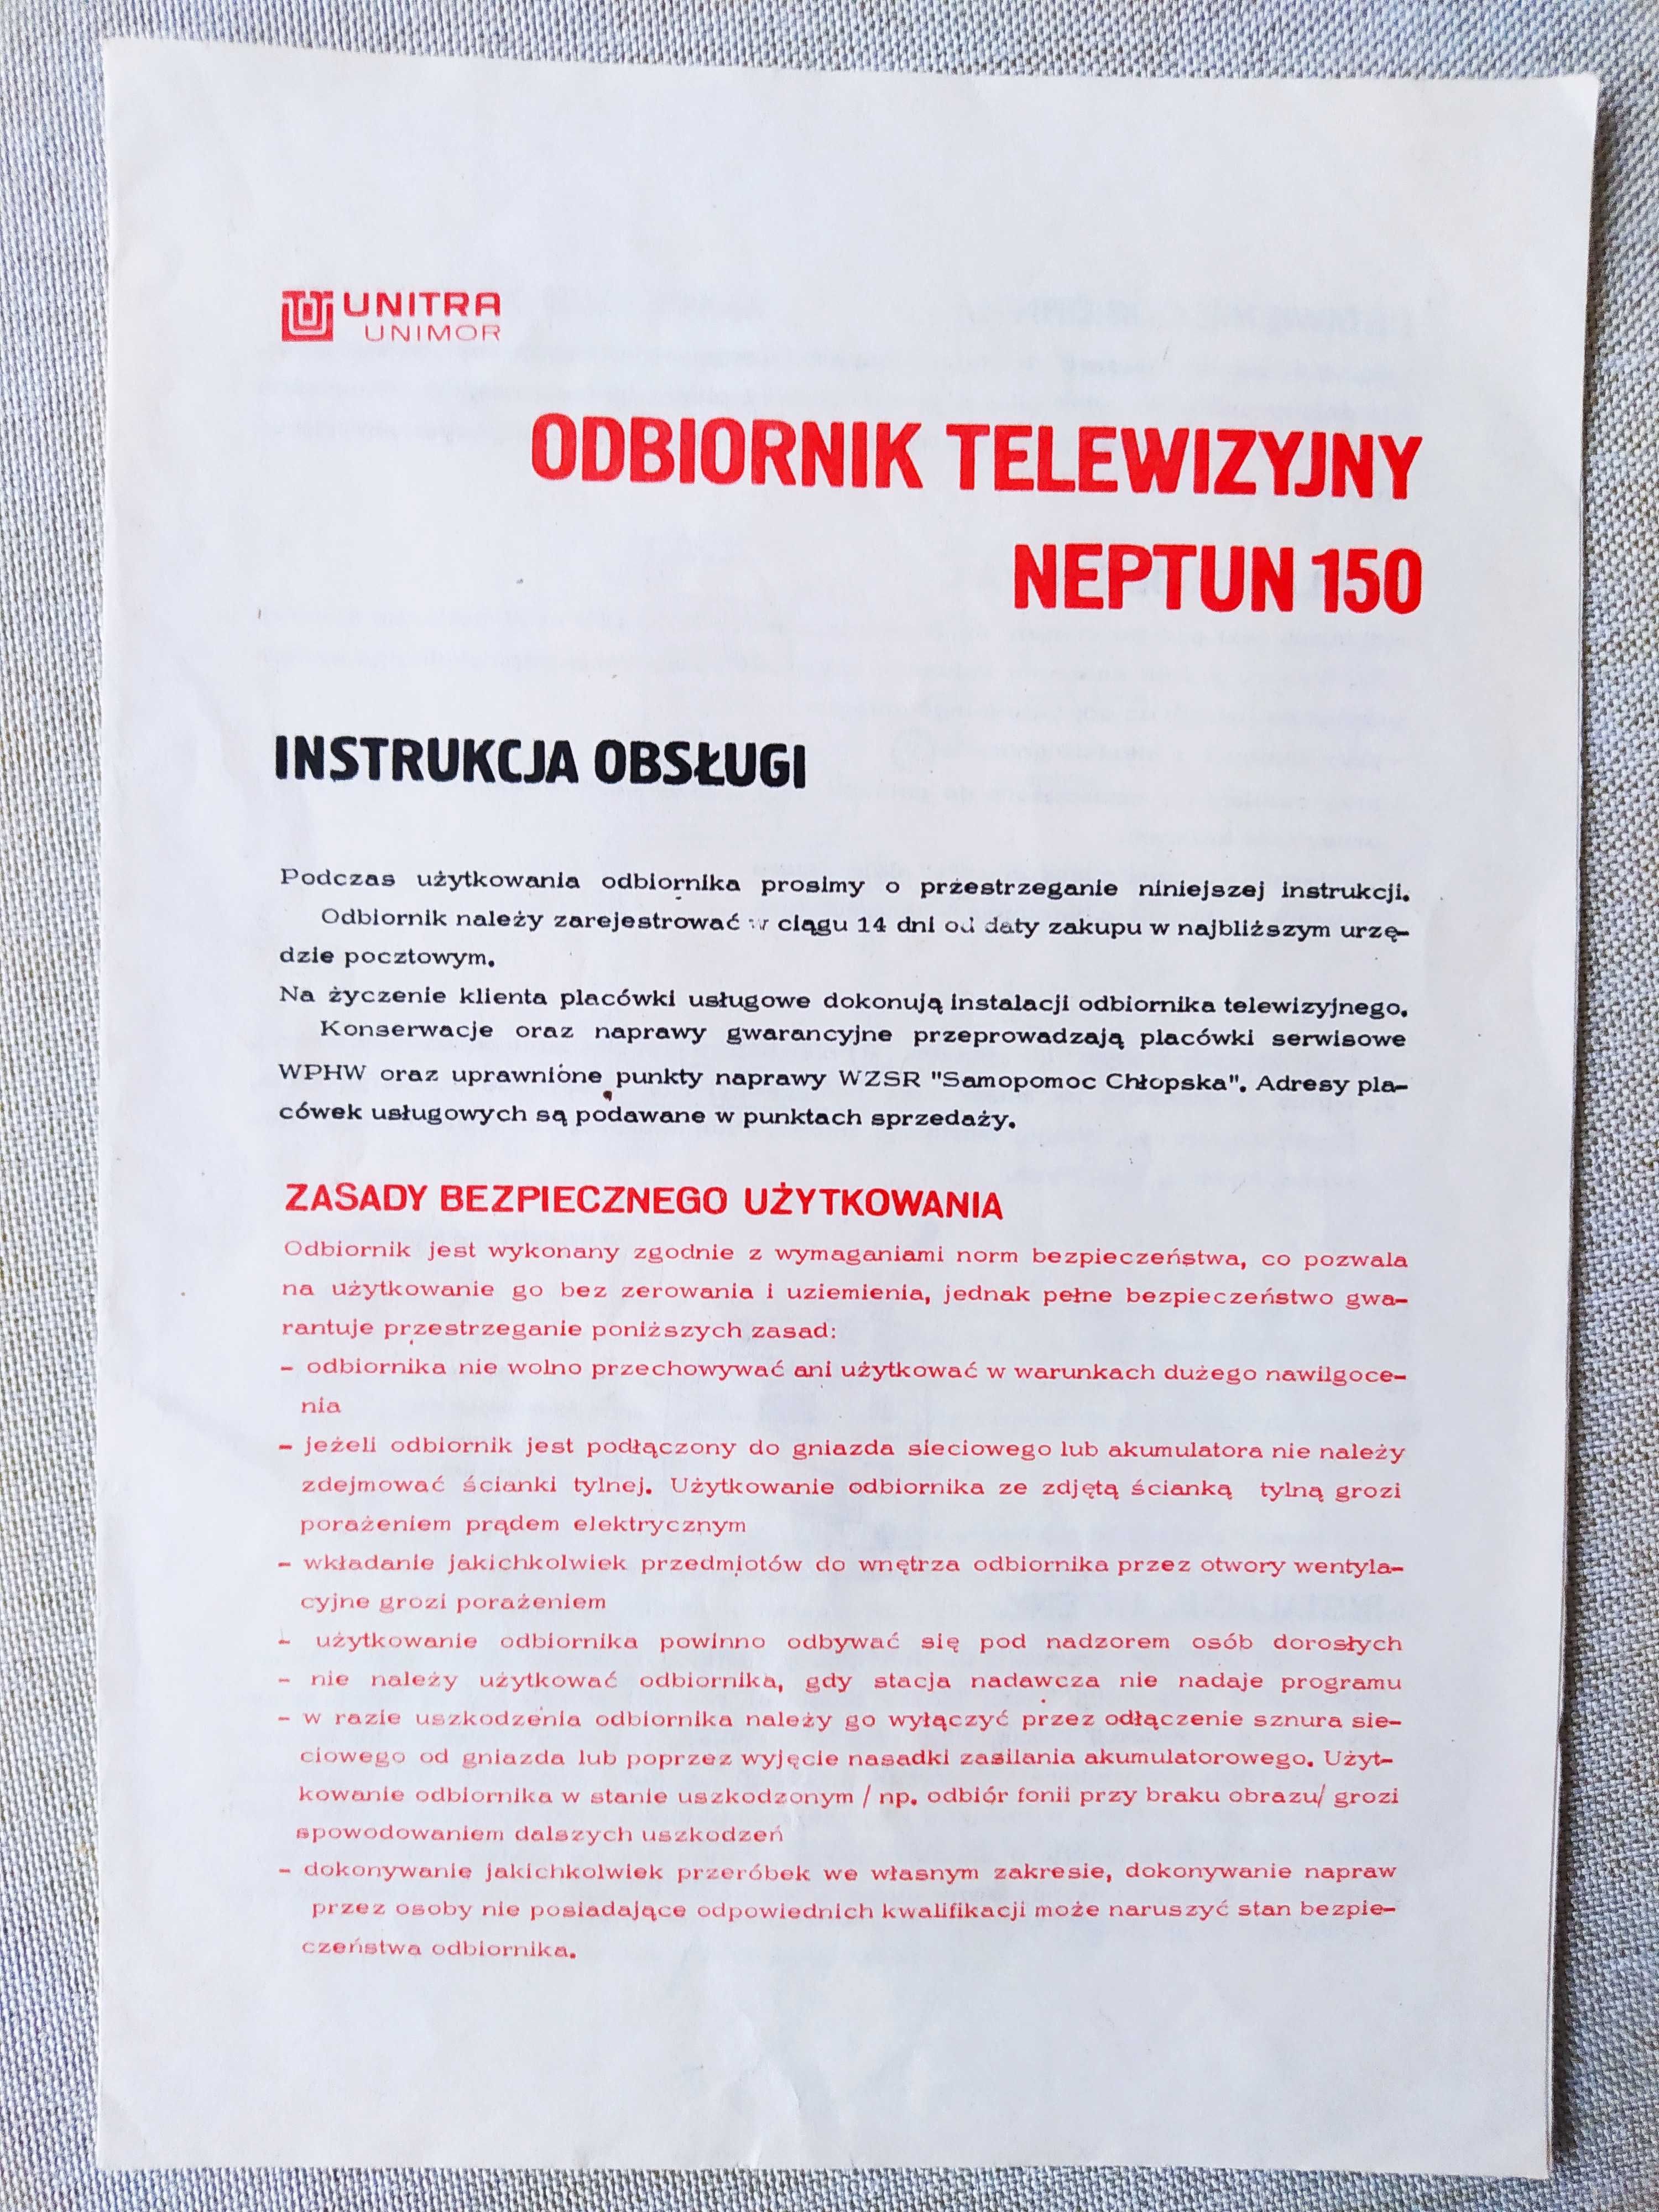 UNITRA
UNIMOR
ODBIORNIK TELEWIZYJNY
NEPTUN 150
INSTRUKCJA OBSŁUGI
Podczas użytkowania odbiornika prosimy o przestrzeganie niniejszej instrukcji.
Odbiornik należy zarejestrować w ciągu 14 dni od daty zakupu w najbliższym urzę-
dzie pocztowym.
Na życzenie klienta placówki usługowe dokonują instalacji odbiornika telewizyjnego.
Konserwacje oraz naprawy gwarancyjne przeprowadzają placówki serwisowe
WPHW oraz uprawnione punkty naprawy WZSR "Samopomoc Chłopska". Adresy pla-
cówek usługowych są podawane w punktach sprzedaży.
ZASADY BEZPIECZNEGO UŻYTKOWANIA
Odbiornik jest wykonany zgodnie z wymaganiami norm bezpieczeństwa, co pozwala
na użytkowanie go bez zerowania i uziemienia, jednak pełne bezpieczeństwo gwa-
rantuje przestrzeganie poniższych zasad:
- odbiornika nie wolno przechowywać ani użytkować w warunkach dużego nawilgoce-
nia
- jeżeli odbiornik jest podłączony do gniazda sieciowego lub akumulatora nie należy
zdejmować ścianki tylnej. Użytkowanie odbiornika ze zdjętą ścianką tylną grozi
porażeniem prądem elektrycznym
- wkładanie jakichkolwiek przedmiotów do wnętrza odbiornika przez otwory wentyla-
cyjne grozi porażeniem
- użytkowanie odbiornika powinno odbywać się pod nadzorem osób dorosłych
- nie należy użytkować odbiornika, gdy stacja nadawcza nie nadaje programu
- w razie uszkodzenia odbiornika należy go wyłączyć przez odłączenie sznura sie-
ciowego od gniazda lub poprzez wyjęcie nasadki zasilania akumulatorowego. Użyt-
kowanie odbiornika w stanie uszkodzonym / np. odbiór fonii przy braku obrazu/ grozi
spowodowaniem dalszych uszkodzeń
- dokonywanie jakichkolwiek przeróbek we własnym zakresie, dokonywanie napraw
przez osoby nie posiadające odpowiednich kwalifikacji może naruszyć stan bezpie-
czeństwa odbiornika.